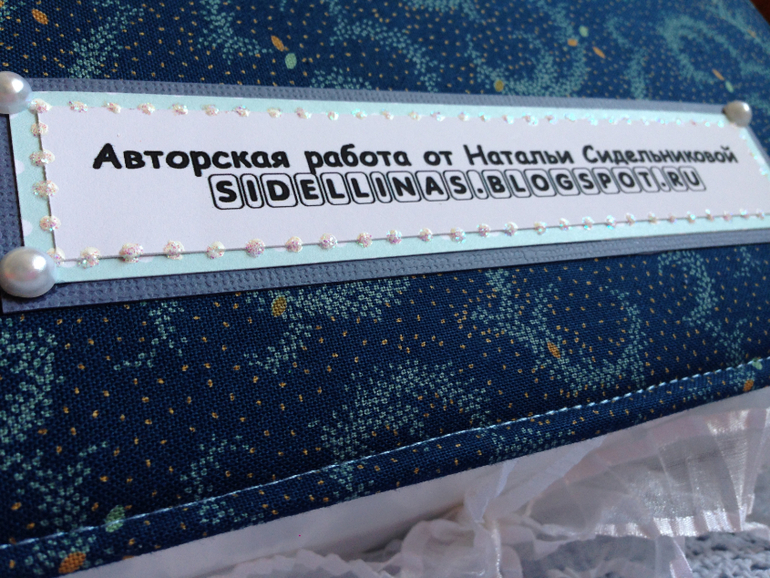 Авторская работа от Натальи Сидельниковой
SIDELLINAS.BLOGSPOT.RU